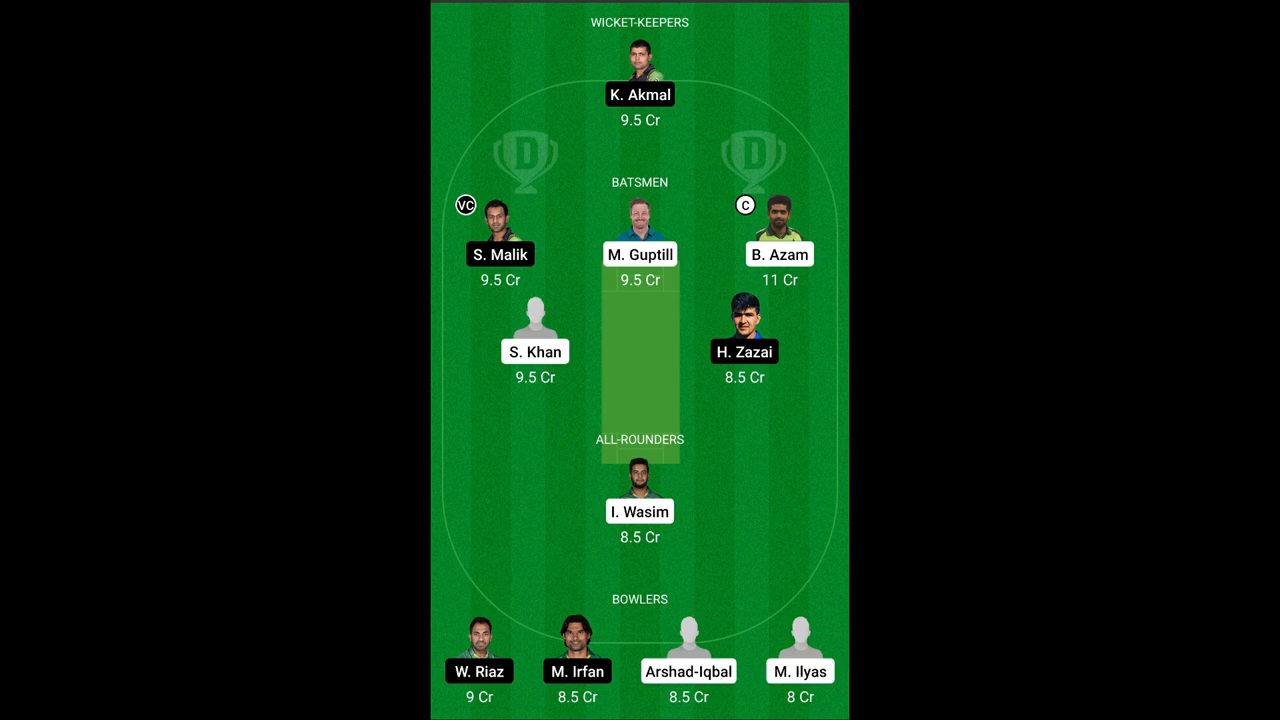 WICKET-KEEPERS
K. Akmal
9.5 Cr
D
D
BATSMEN
VC
C
S. Malik
M. Guptill
B. Azam
9.5 Cr
9.5 Cr
11 Cr
S. Khan
H. Zazai
9.5 Cr
8.5 Cr
ALL-ROUNDERS
I. Wasim
8.5 Cr
BOWLERS
W. Riaz
M. Irfan
Arshad-Iqbal
M. Ilyas
9 Cr
8.5 Cr
8.5 Cr
8 Cr